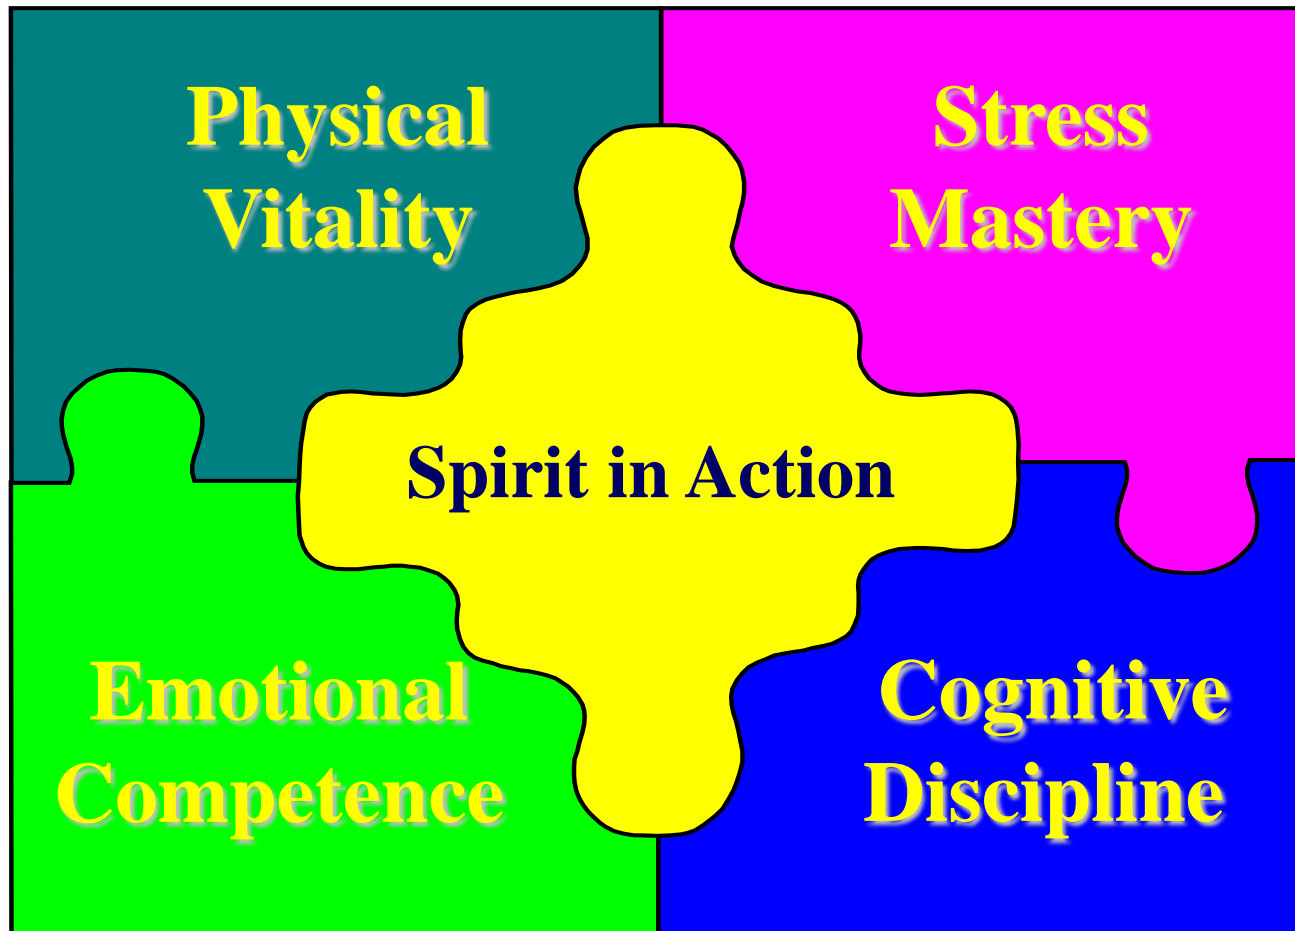 Physical
Vitality
Stress
Mastery
Spirit in Action
Emotional
Competence
Cognitive
Discipline